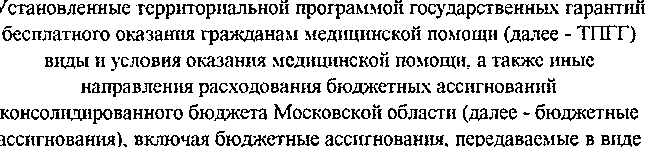 Установленные территориальной программой государственных гарантий
бесплатного оказания гражданам медицинской помощи (далее - ТПГГ)
виды и условия оказания медицинской помощи, а также иные
направления расходования бюджетных ассигнований
консолидированного бюджета Московской области (далее - бюджетные
ассигнования), включая бюджетные ассигнования, передаваемые в виде